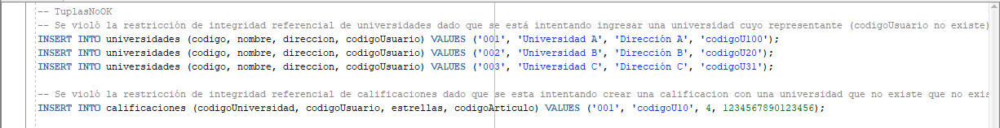 -- TuplasNoOK
-- Se violó la restricción de integridad referencial de universidades dado que se está intentando ingresar una universidad cuyo representante (codigoUsuario no existe)
INSERT INTO universidades (codigo, nombre, direccion, codigoUsuario) VALUES ('001', 'Universidad A', 'Dirección A', 'codigoU100');
INSERT INTO universidades (codigo, nombre, direccion, codigoUsuario) VALUES ('002', 'Universidad B', 'Dirección B', 'codigoU20');
INSERT INTO universidades (codigo, nombre, direccion, codigoUsuario) VALUES ('003', 'Universidad C', 'Dirección C', 'codigoU31');
-- Se violó la restricción de integridad referencial de calificaciones dado que se esta intentando crear una calificacion con una universidad que no existe que no exis
INSERT INTO calificaciones (codigoUniversidad, codigoUsuario, estrellas, codigoArticulo) VALUES ('001', 'codigoU10', 4, 1234567890123456);